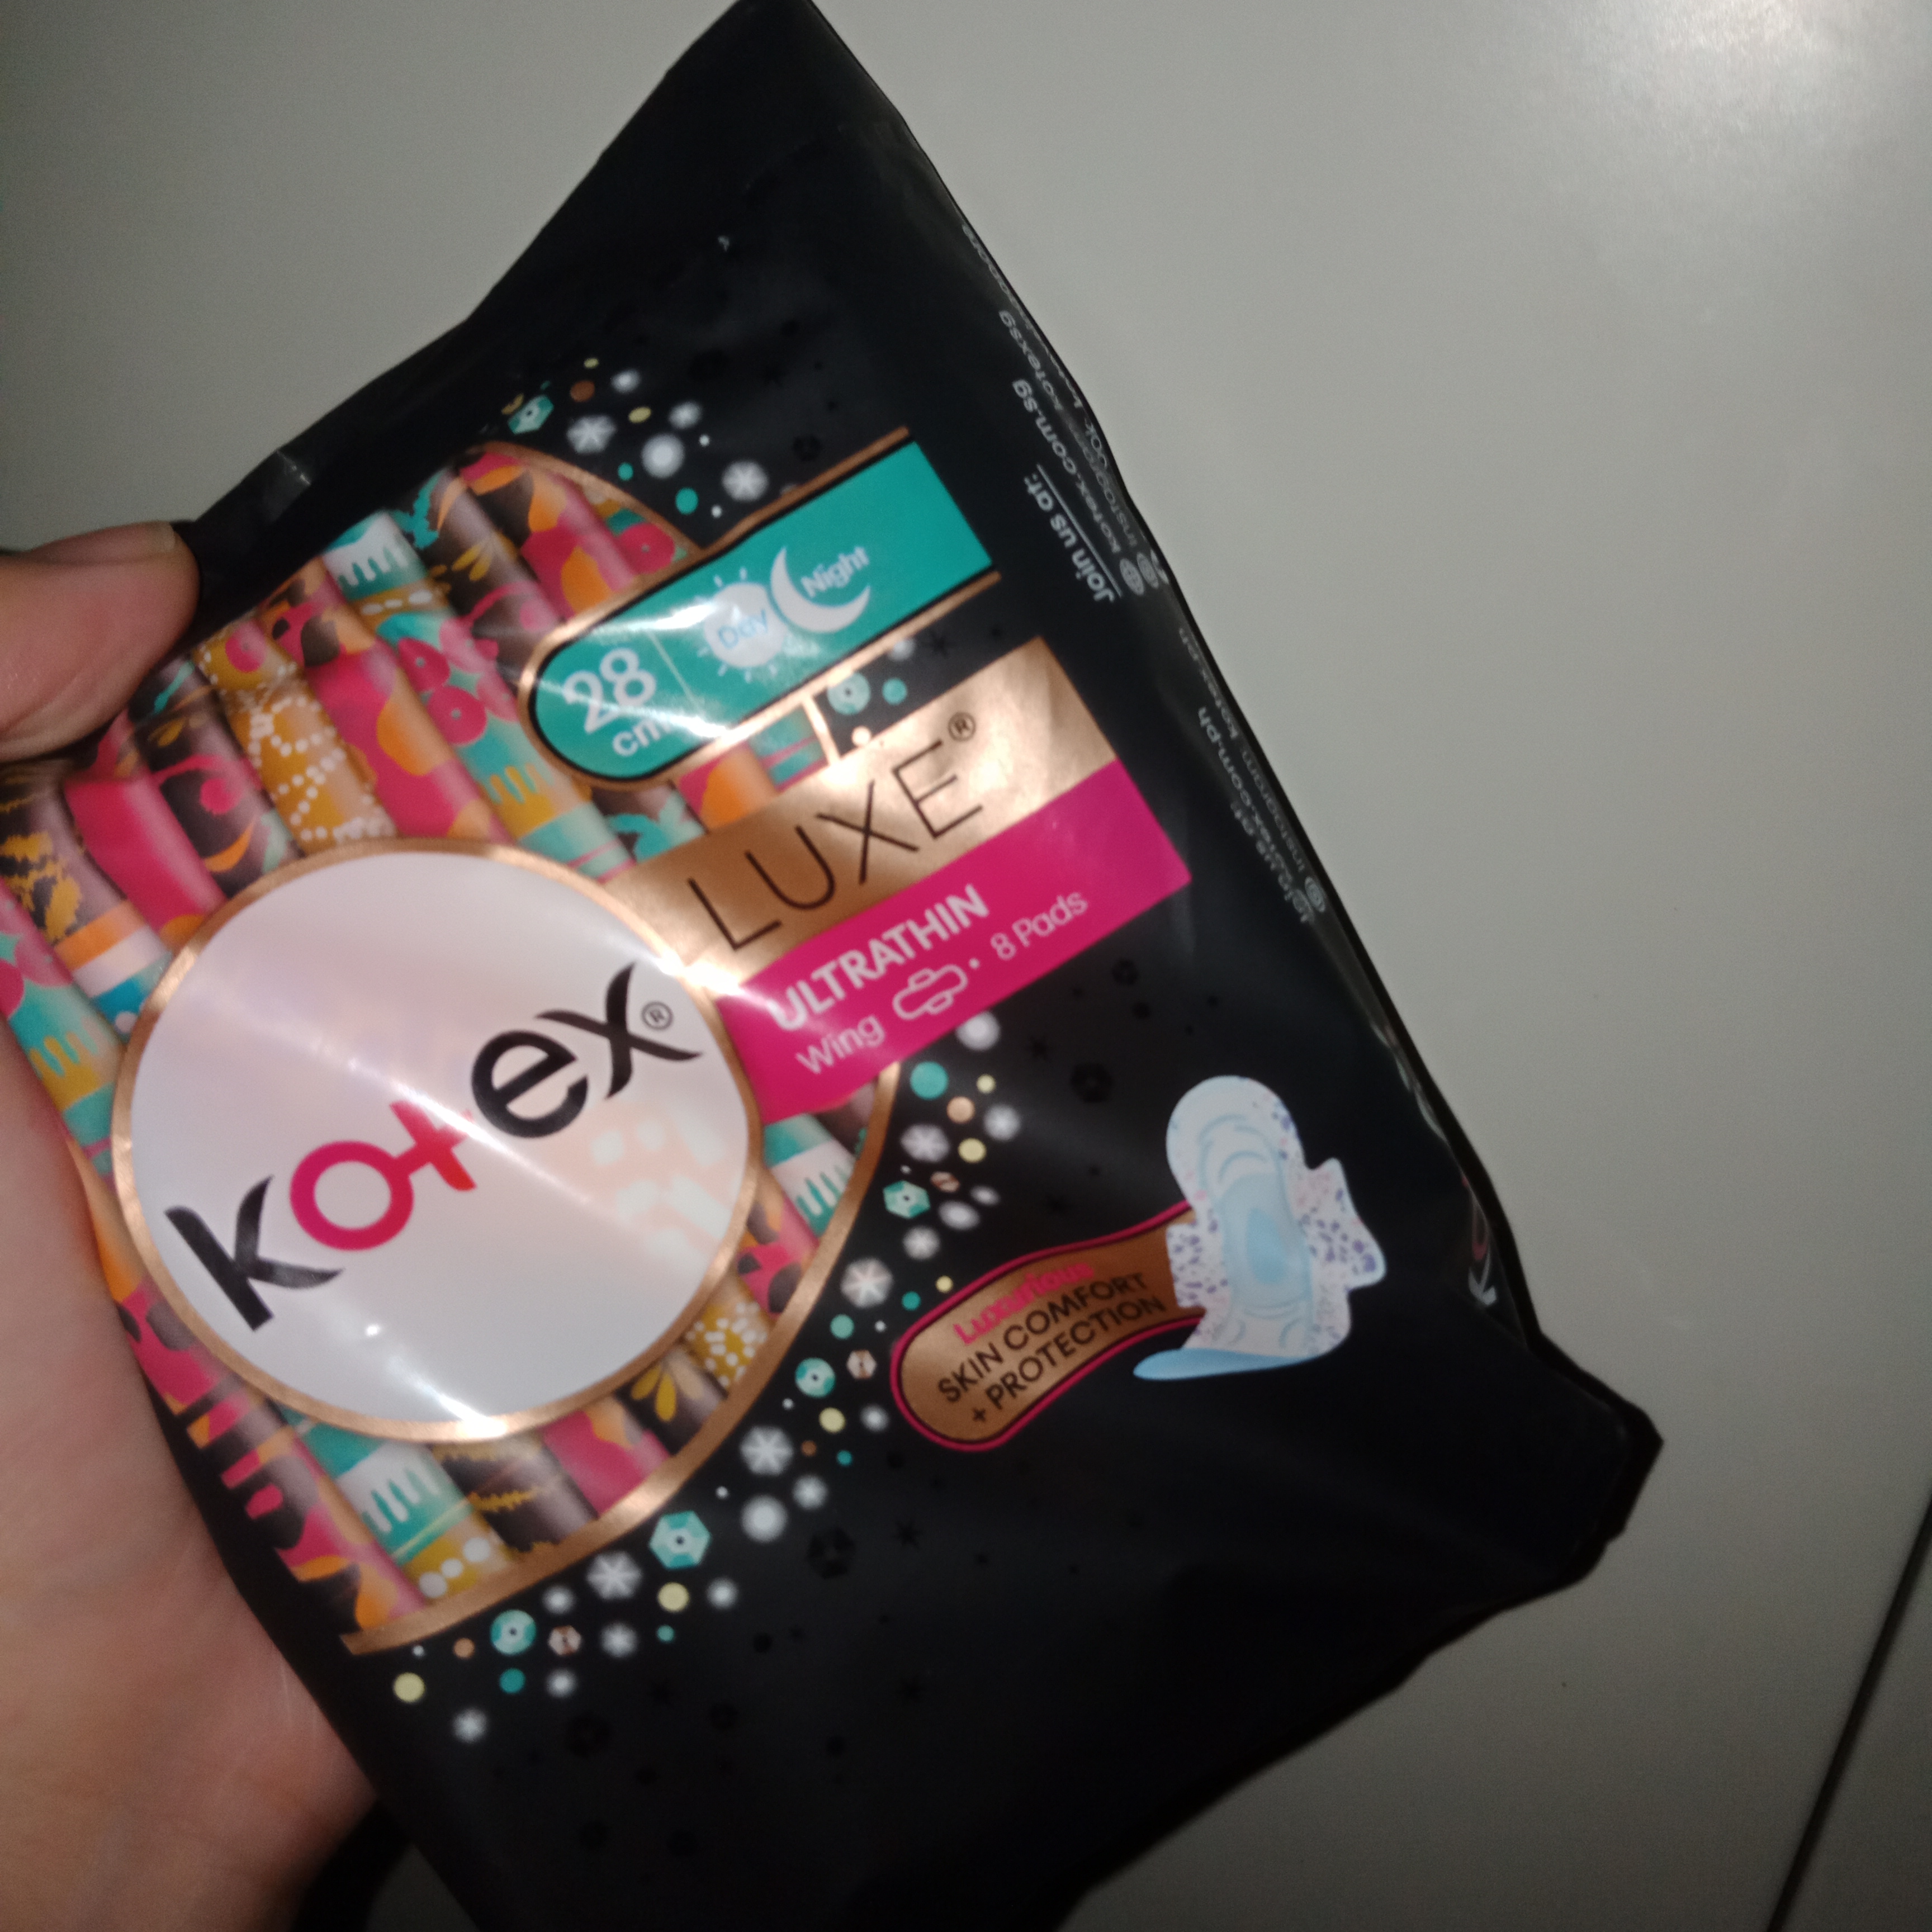 28
cm
Day
Night
LUXE®
ULTRATHIN
Wing • 8 Pads
kotex®
Luxurious
SKIN COMFORT
+ PROTECTION
Join us at:
kotex.com.sg